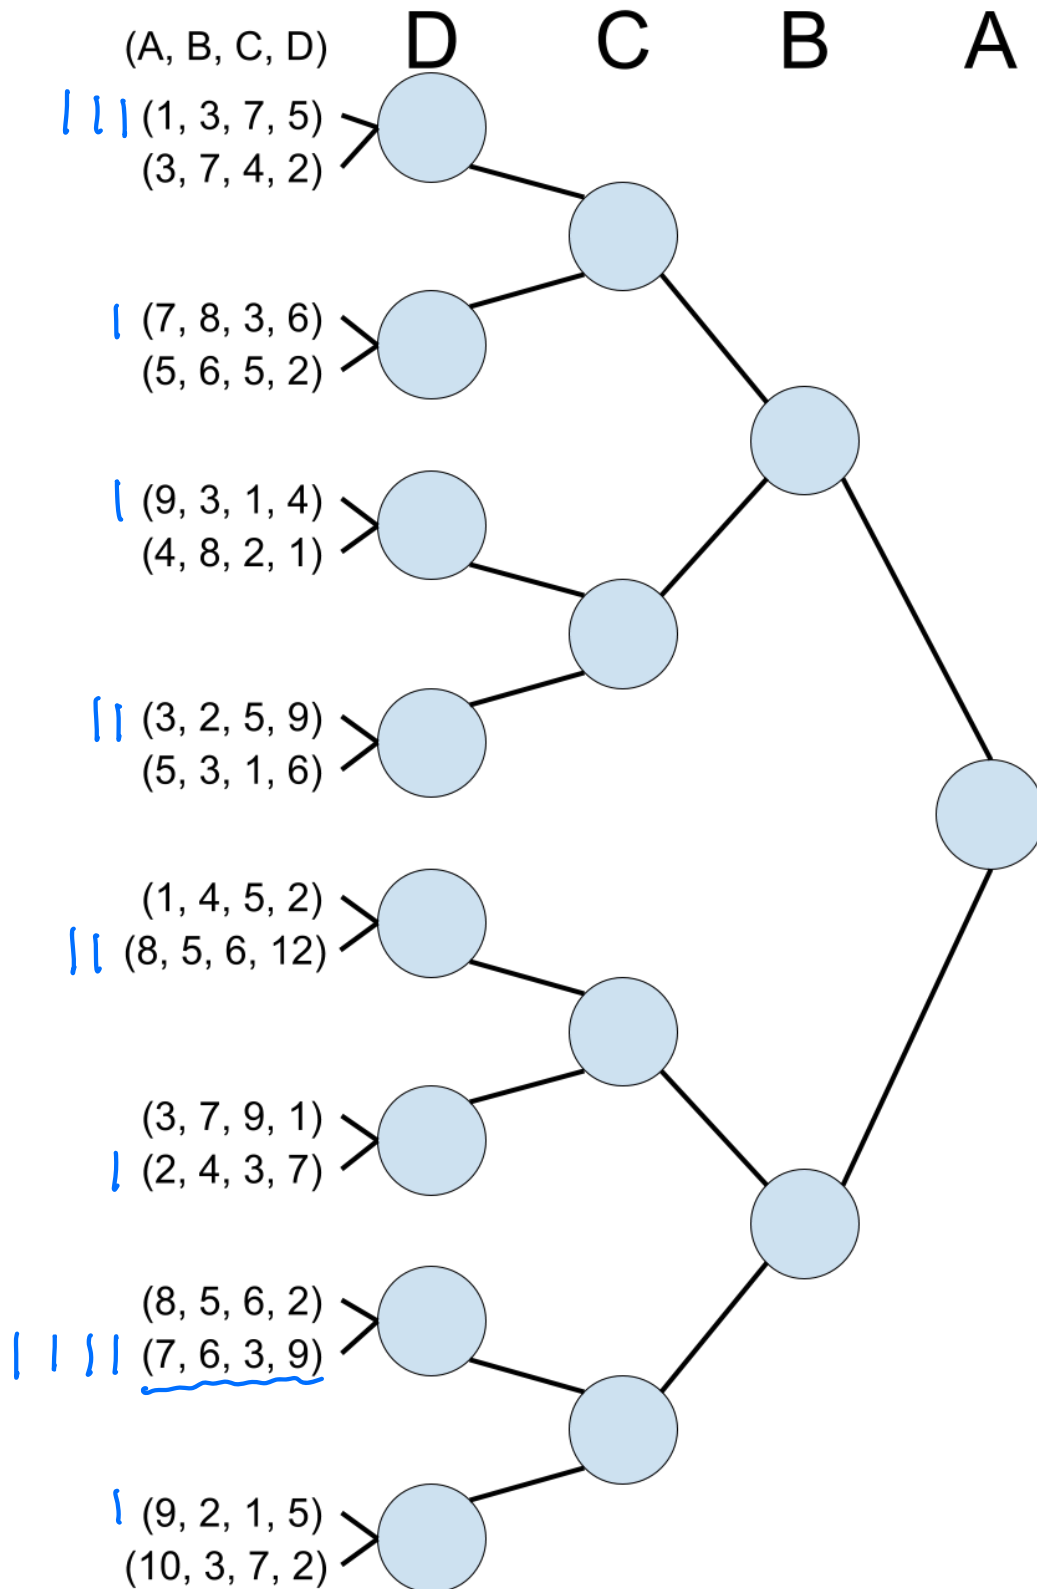 (A, B, C, D) D C B A
(1, 3, 7, 5)
(3, 7, 4, 2)
(7, 8, 3, 6)
(5, 6, 5, 2)
(9, 3, 1, 4)
(4, 8, 2, 1)
(3, 2, 5, 9)
(5, 3, 1, 6)
(1, 4, 5, 2)
(8, 5, 6, 12)
(3, 7, 9, 1)
(2, 4, 3, 7)
(8, 5, 6, 2)
(7, 6, 3, 9)
(9, 2, 1, 5)
(10, 3, 7, 2)